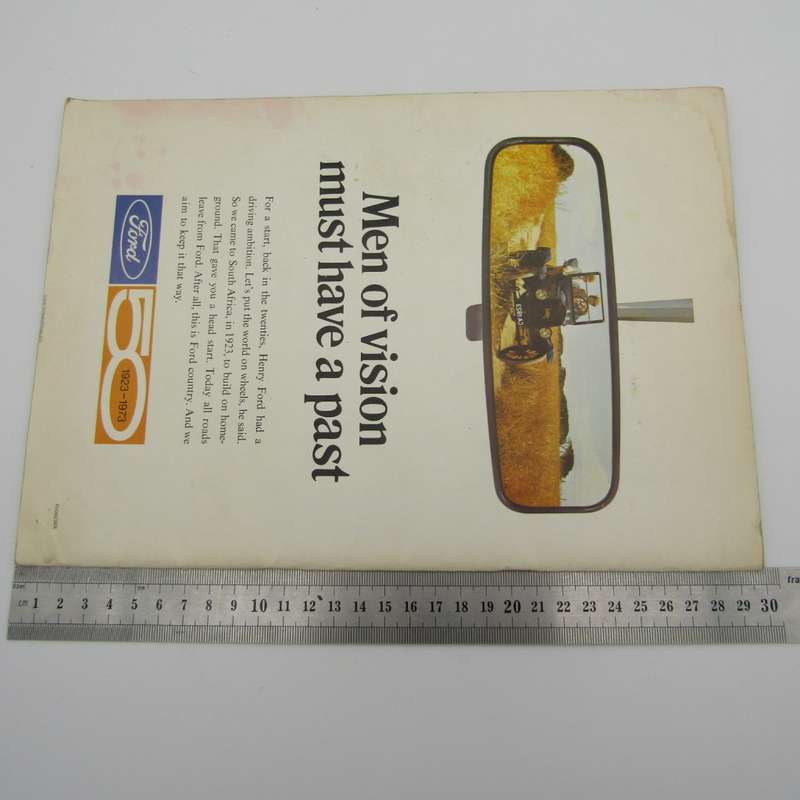 Men of vision
must have a past
For a start, back in the twenties, Henry Ford had a
driving ambition. Let's put the world on wheels, he said.
So we came to South Africa, in 1923, to build on home-
ground. That gave you a head start. Today all roads
leave from Ford. After all, this is Ford country. And we
aim to keep it that way.
Ford
50
1923-1973
cm 1 2 3 4 5 6 7 8 9 10 11 12 13 14 15 16 17 18 19 20 21 22 23 24 25 26 27 28 29 30